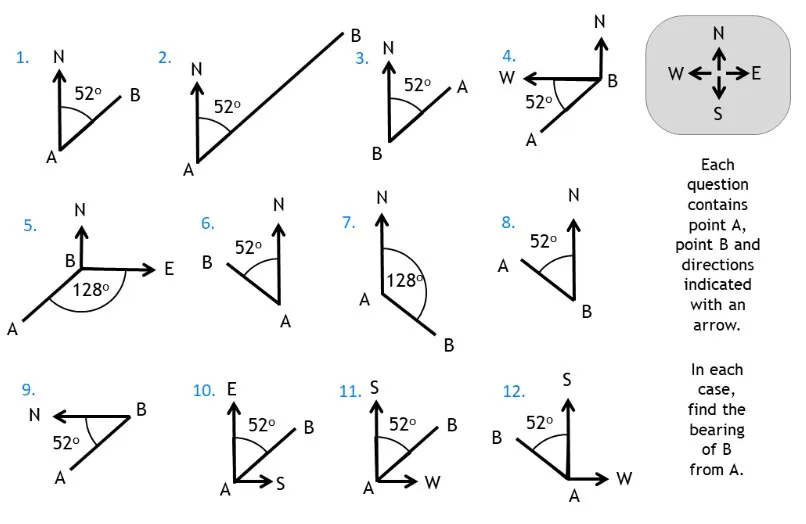 1. N 52° B A
2. N 52° B A
3. N 52° A B
4. N W B 52° A
N W E S
5. N B E 128° A
6. N B 52° A
7. N A 128° B
8. N A 52° B
Each
question
contains
point A,
point B and
directions
indicated
with an
arrow.
9. N B 52° A
10. E 52° B A S
11. S 52° B A W
12. S B 52° A W
In each
case,
find the
bearing
of B
from A.